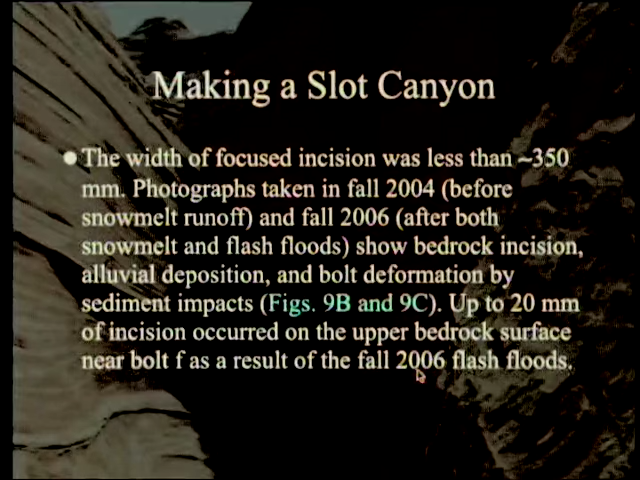 Making a Slot Canyon
The width of focused incision was less than ~350
mm. Photographs taken in fall 2004 (before
snowmelt runoff) and fall 2006 (after both
snowmelt and flash floods) show bedrock incision,
alluvial deposition, and bolt deformation by
sediment impacts (Figs. 9B and 9C). Up to 20 mm
of incision occurred on the upper bedrock surface
near bolt f as a result of the fall 2006 flash floods.